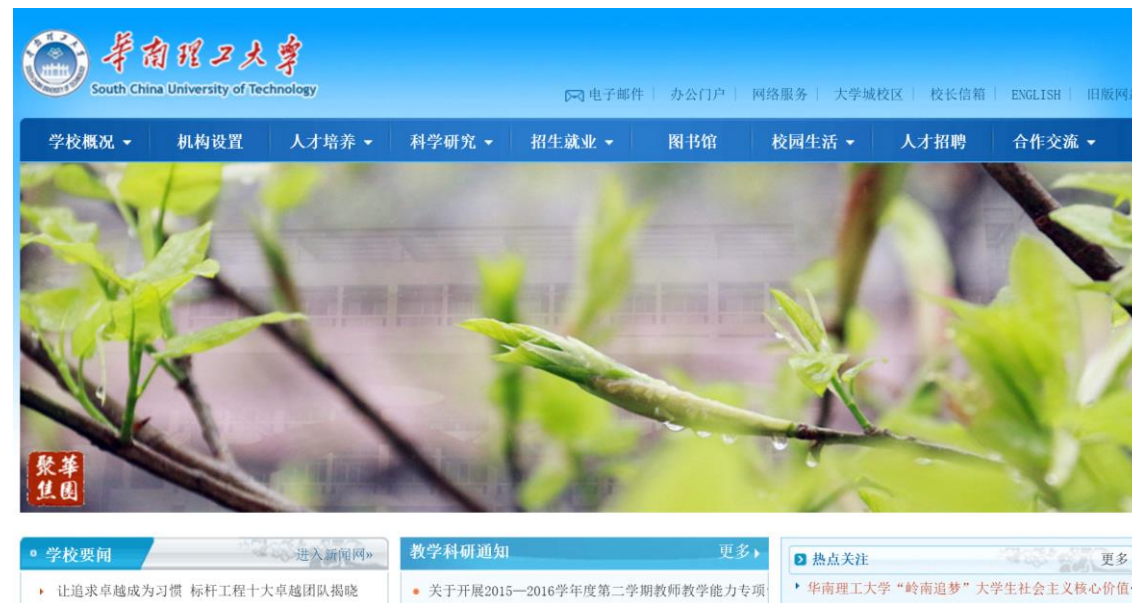 華南理工大學
South China University of Technology
电子邮件 | 办公门户 | 网络服务 | 大学城校区 | 校长信箱 | ENGLISH | 旧版网站
学校概况 机构设置 人才培养 科学研究 招生就业 图书馆 校园生活 人才招聘 合作交流
聚焦
華園
学校要闻 进入新闻网»
让追求卓越成为习惯 标杆工程十大卓越团队揭晓
教学科研通知 更多
关于开展2015—2016学年度第二学期教师教学能力专项
热点关注 更多
华南理工大学“岭南追梦”大学生社会主义核心价值